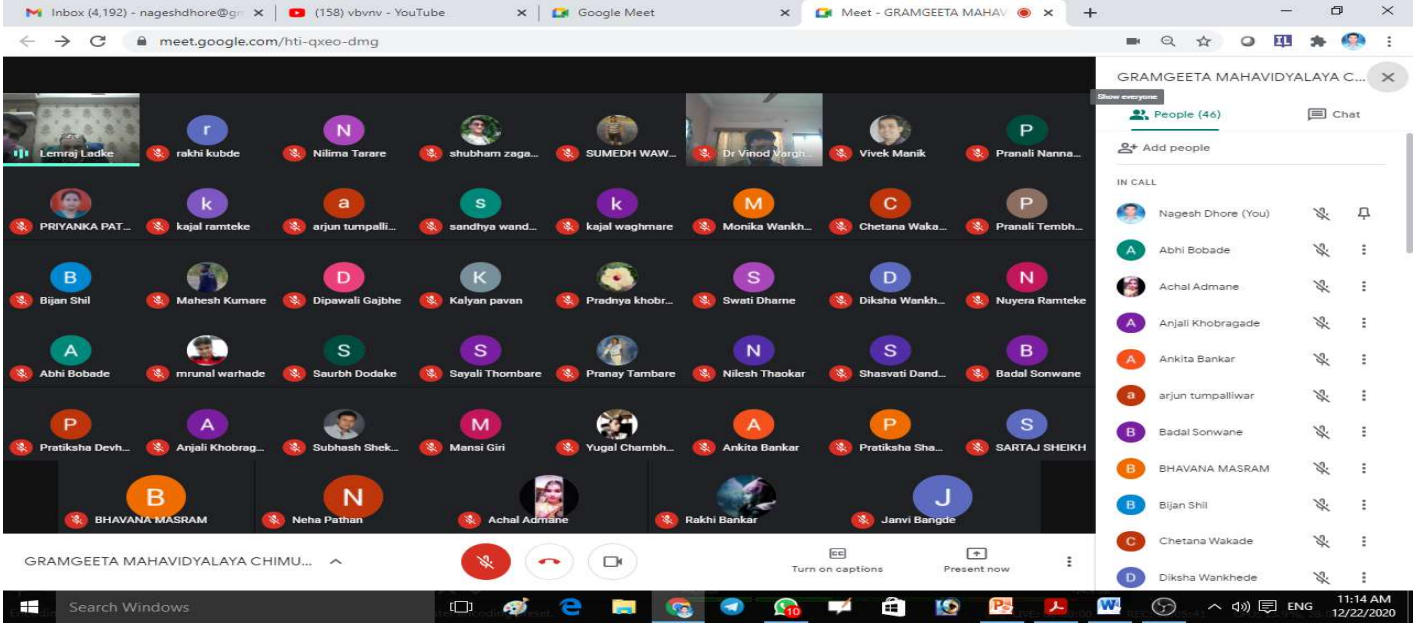 Inbox (4,192) - nageshdhore@gm
(158) vbvnv - YouTube
Google Meet
Meet - GRAMGEETA MAHAV
meet.google.com/hti-qxeo-dmg
GRAMGEETA MAHAVIDYALAYA C...
Show everyone
People (46)
Chat
Add people
IN CALL
Nagesh Dhore (You)
A Abhi Bobade
Achal Admane
A Anjali Khobragade
A Ankita Bankar
a arjun tumpalliwar
B Badal Sonwane
B BHAVANA MASRAM
B Bijan Shil
C Chetana Wakade
D Diksha Wankhede
r N P
Lemraj Ladke rakhi kubde Nilima Tarare shubham zaga... SUMEDH WAW... Dr Vinod Vargh... Vivek Manik Pranali Nanna...
k a s k M C P
PRIYANKA PAT... kajal ramteke arjun tumpalli... sandhya wand... kajal waghmare Monika Wankh... Chetana Waka... Pranali Tembh...
B D K S D N
Bijan Shil Mahesh Kumare Dipawali Gajbhe Kalyan pavan Pradnya khobr... Swati Dharne Diksha Wankh... Nuyera Ramteke
A S S N S B
Abhi Bobade mrunal warhade Saurbh Dodake Sayali Thombare Pranay Tambare Nilesh Thaokar Shasvati Dand... Badal Sonwane
P A M A P S
Pratiksha Devh... Anjali Khobrag... Subhash Shek... Mansi Giri Yugal Chambh... Ankita Bankar Pratiksha Sha... SARTAJ SHEIKH
B N J
BHAVANA MASRAM Neha Pathan Achal Admane Rakhi Bankar Janvi Bangde
GRAMGEETA MAHAVIDYALAYA CHIMU...
Turn on captions
Present now
Search Windows
10
ENG
11:14 AM
12/22/2020